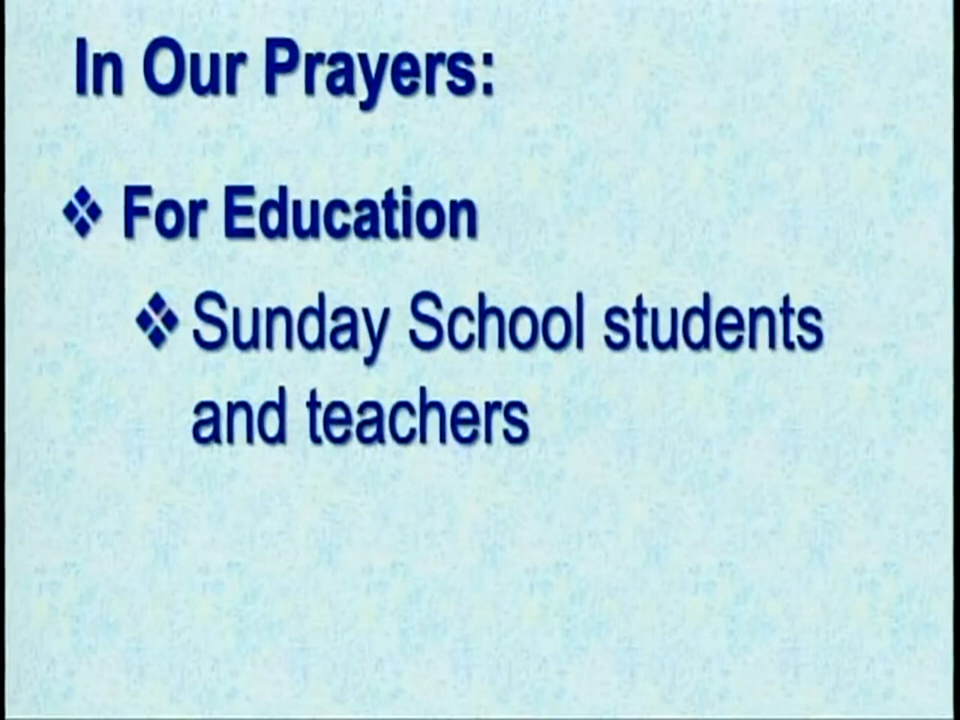 In Our Prayers:
❖ For Education
❖ Sunday School students
and teachers